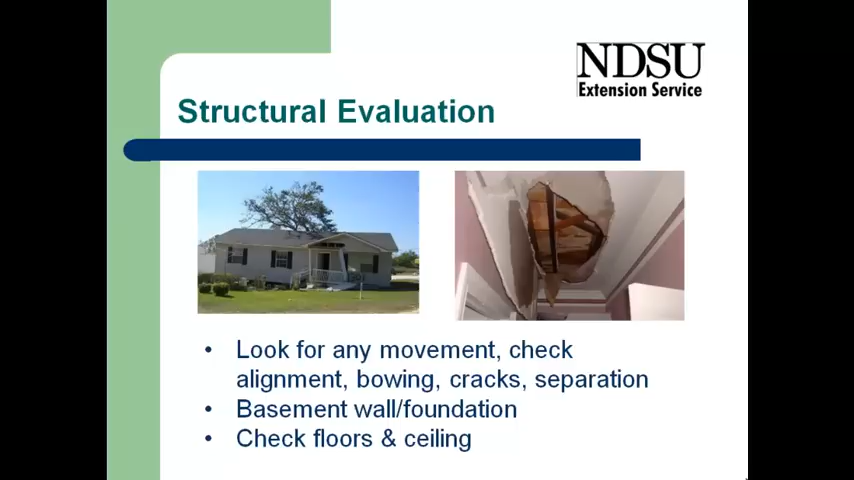 NDSU
Extension Service
Structural Evaluation
• Look for any movement, check
alignment, bowing, cracks, separation
• Basement wall/foundation
• Check floors & ceiling